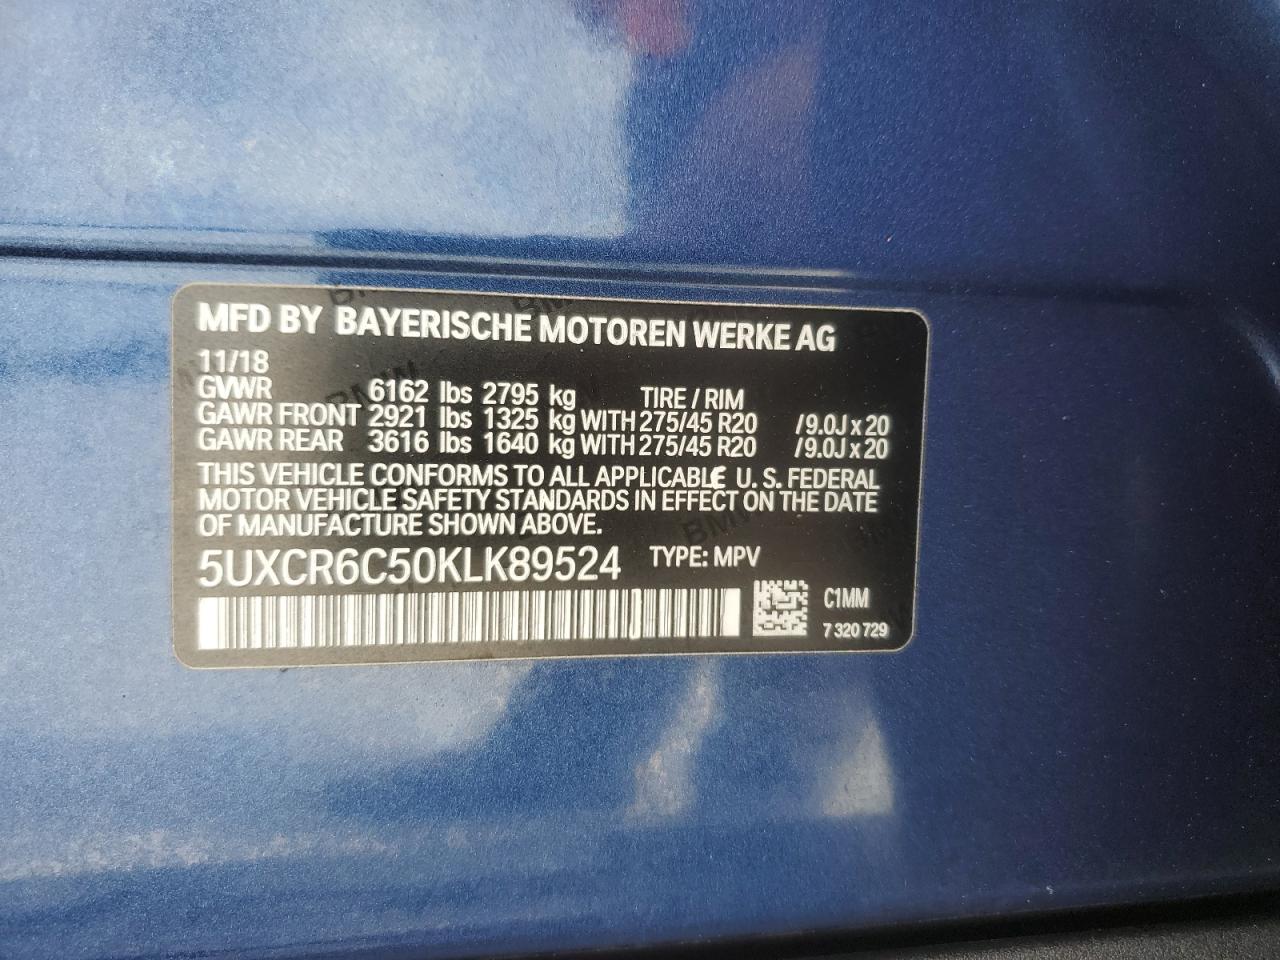 MFD BY BAYERISCHE MOTOREN WERKE AG
11/18
GVWR 6162 lbs 2795 kg TIRE / RIM
GAWR FRONT 2921 lbs 1325 kg WITH 275/45 R20 /9.0J x 20
GAWR REAR 3616 lbs 1640 kg WITH 275/45 R20 /9.0J x 20
THIS VEHICLE CONFORMS TO ALL APPLICABLE U. S. FEDERAL
MOTOR VEHICLE SAFETY STANDARDS IN EFFECT ON THE DATE
OF MANUFACTURE SHOWN ABOVE.
5UXCR6C50KLK89524 TYPE: MPV
C1MM
7 320 729